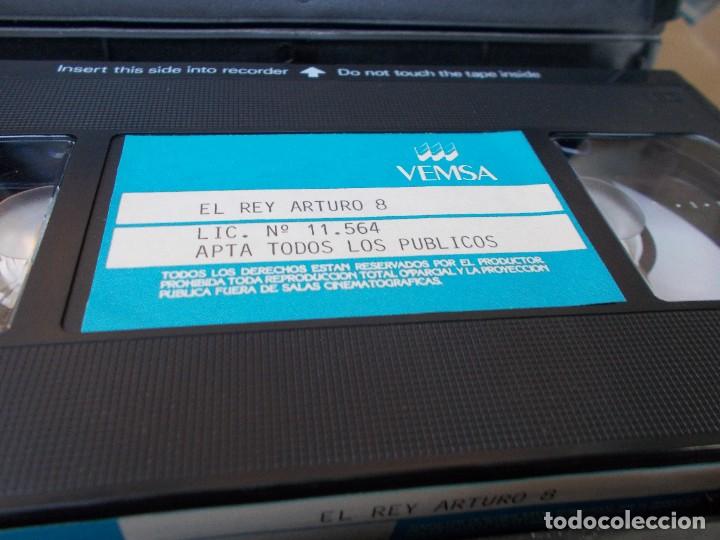 Insert this side into recorder Do not touch the tape inside
VEMSA
EL REY ARTURO 8
LIC. Nº 11.564
APTA TODOS LOS PUBLICOS
TODOS LOS DERECHOS ESTAN RESERVADOS POR EL PRODUCTOR.
PROHIBIDA TODA REPRODUCCION TOTAL O PARCIAL Y LA PROYECCION
PUBLICA FUERA DE SALAS CINEMATOGRAFICAS.
EL REY ARTURO 8
todocoleccion